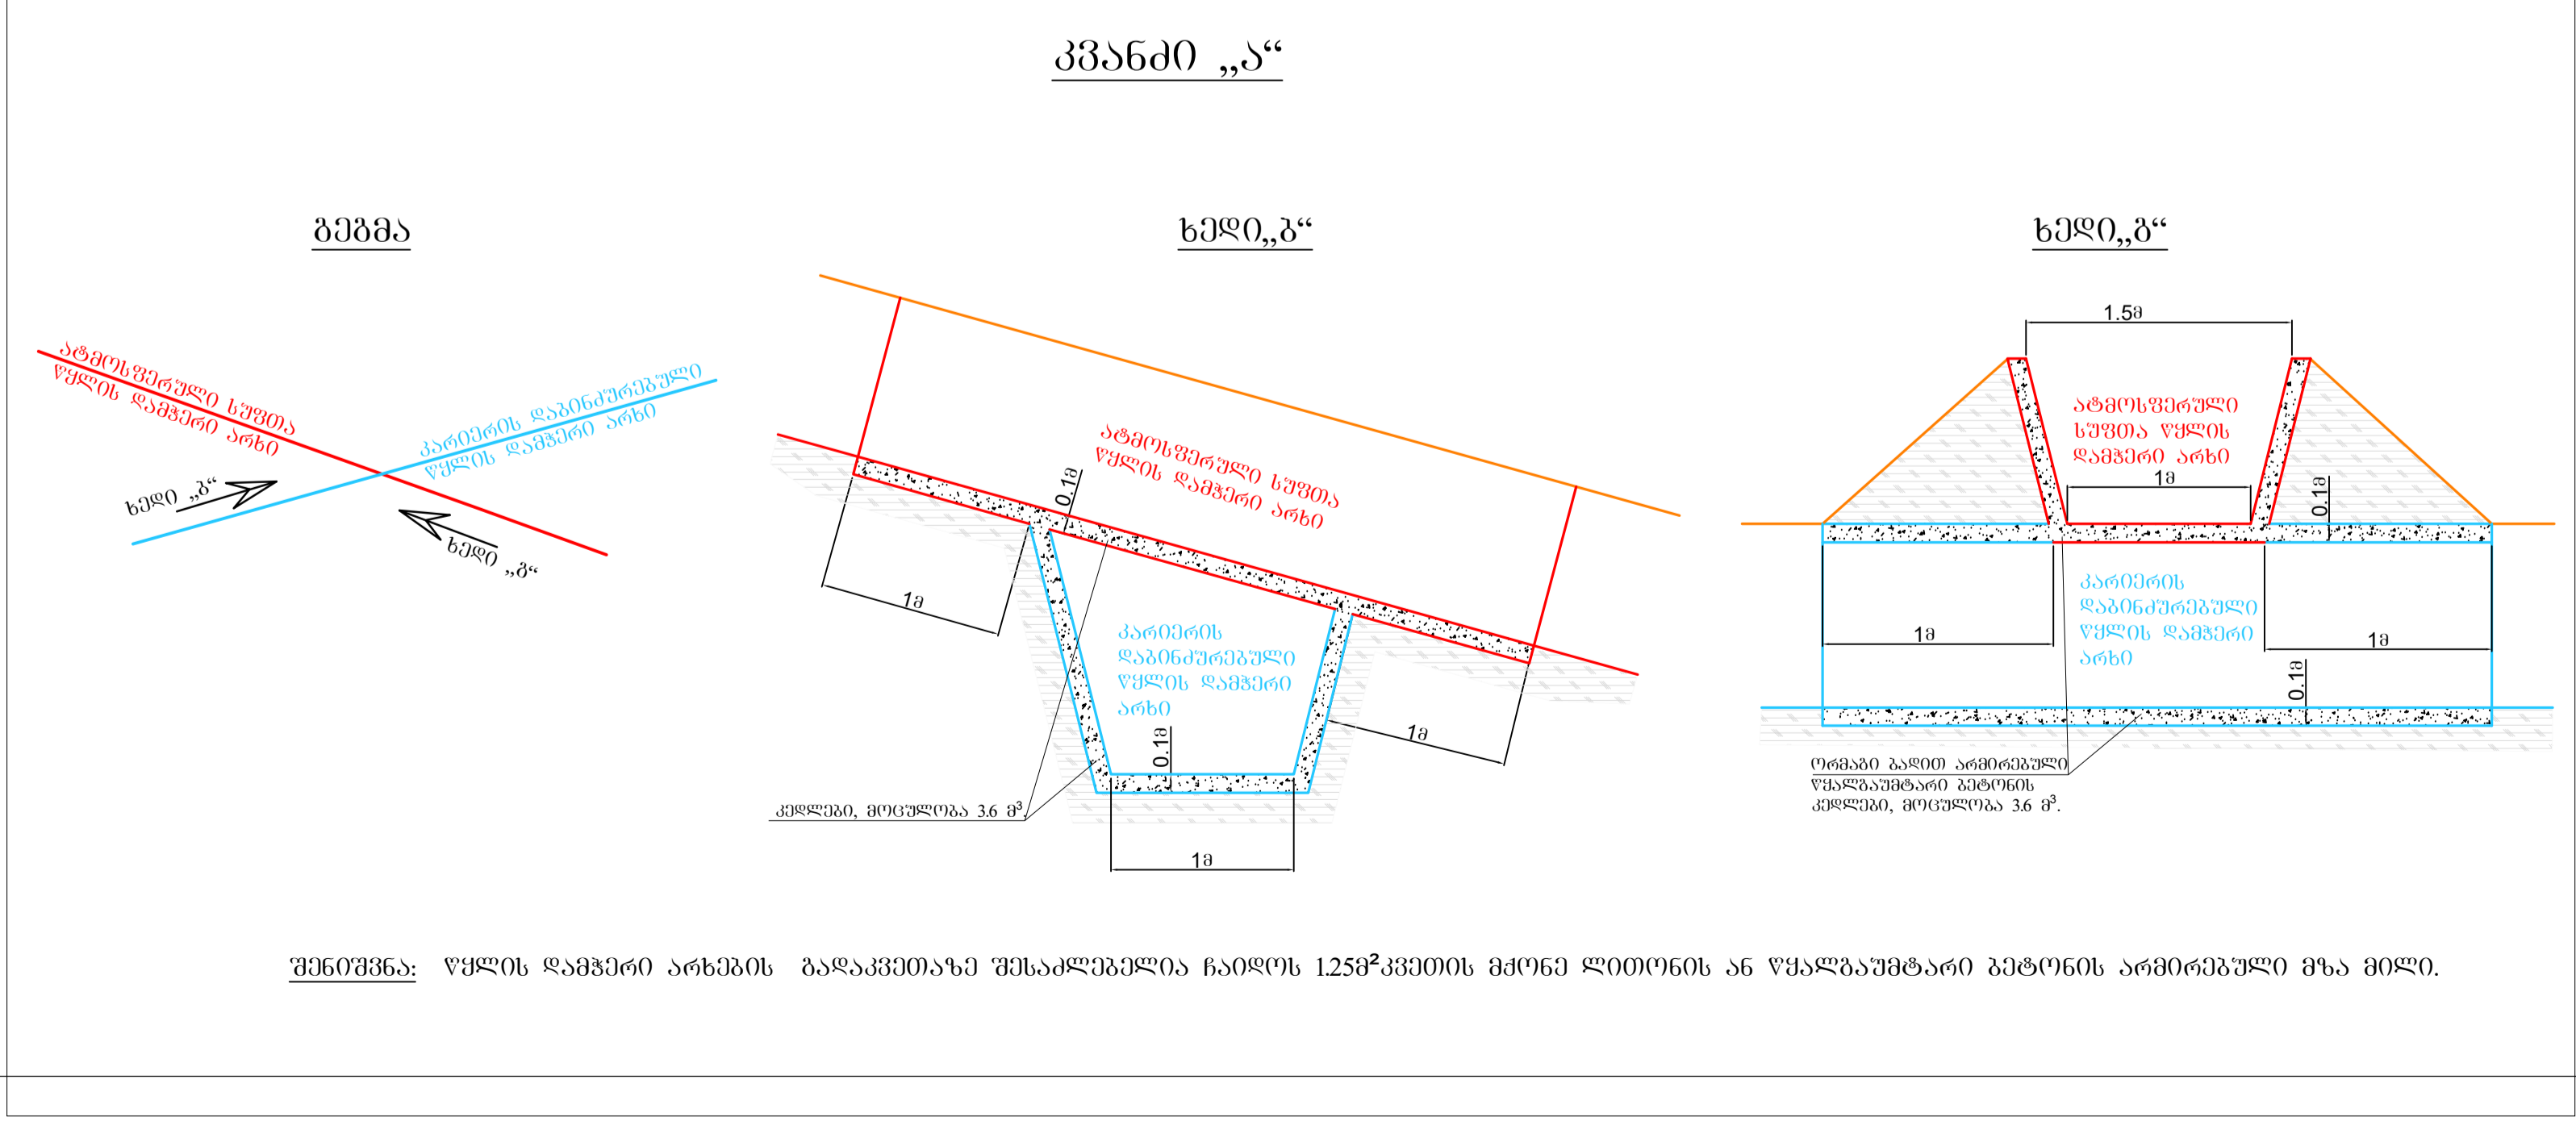 კვანძი „ა“
გეგმა
ატმოსფერული სუფთა
წყლის დამჭერი არხი
კარიერის დაბინძურებული
წყლის დამჭერი არხი
ხედი „ბ“
ხედი „გ“
ხედი„ბ“
ატმოსფერული სუფთა
წყლის დამჭერი არხი
0.1მ
1მ
კარიერის
დაბინძურებული
წყლის დამჭერი
არხი
0.1მ
1მ
კედლები, მოცულობა 3.6 მ³.
1მ
ხედი„გ“
1.5მ
ატმოსფერული
სუფთა წყლის
დამჭერი არხი
1მ
0.1მ
კარიერის
დაბინძურებული
წყლის დამჭერი
არხი
1მ
1მ
0.1მ
ორმაგი ბადით არმირებული
წყალგაუმტარი ბეტონის
კედლები, მოცულობა 3.6 მ³.
შენიშვნა: წყლის დამჭერი არხების გადაკვეთაზე შესაძლებელია ჩაიდოს 1.25მ²კვეთის მქონე ლითონის ან წყალგაუმტარი ბეტონის არმირებული მზა მილი.